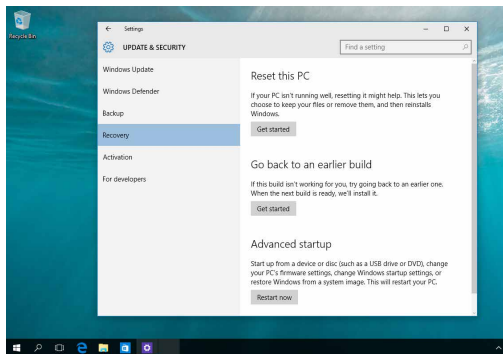 Recycle Bin
Settings
UPDATE & SECURITY
Find a setting
Windows Update
Windows Defender
Backup
Recovery
Activation
For developers
Reset this PC
If your PC isn't running well, resetting it might help. This lets you
choose to keep your files or remove them, and then reinstalls
Windows.
Get started
Go back to an earlier build
If this build isn't working for you, try going back to an earlier one.
When the next build is ready, we'll install it.
Get started
Advanced startup
Start up from a device or disc (such as a USB drive or DVD), change
your PC's firmware settings, change Windows startup settings, or
restore Windows from a system image. This will restart your PC.
Restart now